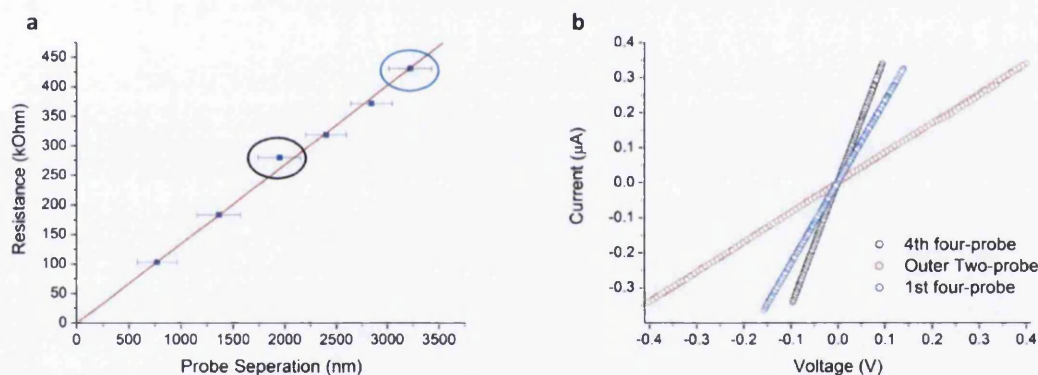 a
450
400
350
300
250
200
150
100
50
0
Resistance (kOhm)
0 500 1000 1500 2000 2500 3000 3500
Probe Seperation (nm)
b
0.4
0.3
0.2
0.1
0.0
-0.1
-0.2
-0.3
Current (μA)
4th four-probe
Outer Two-probe
1st four-probe
-0.4 -0.3 -0.2 -0.1 0.0 0.1 0.2 0.3 0.4
Voltage (V)